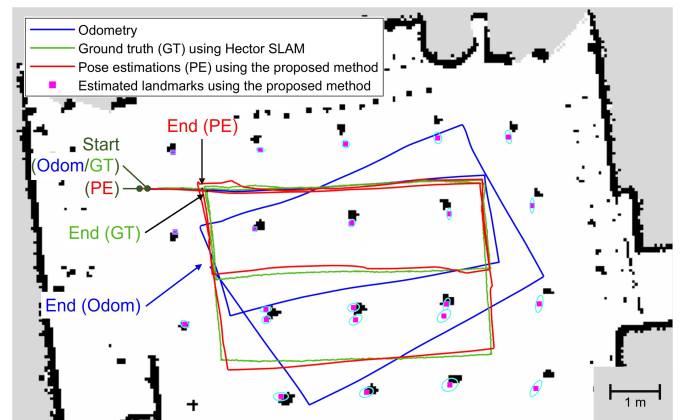 Odometry
Ground truth (GT) using Hector SLAM
Pose estimations (PE) using the proposed method
Estimated landmarks using the proposed method
End (PE)
Start
(Odom/GT)
(PE)
End (GT)
End (Odom)
1 m